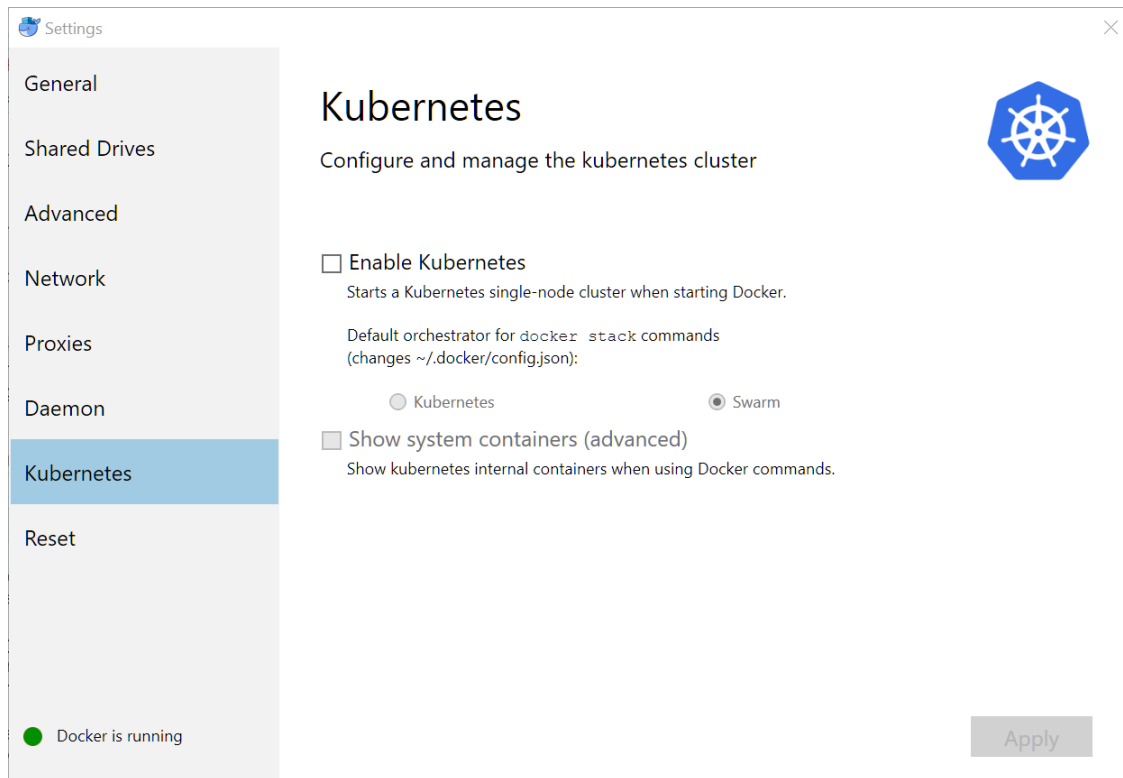 Settings
General
Shared Drives
Advanced
Network
Proxies
Daemon
Kubernetes
Reset
Docker is running
Kubernetes
Configure and manage the kubernetes cluster
Enable Kubernetes
Starts a Kubernetes single-node cluster when starting Docker.
Default orchestrator for docker stack commands
(changes ~/.docker/config.json):
Kubernetes Swarm
Show system containers (advanced)
Show kubernetes internal containers when using Docker commands.
Apply